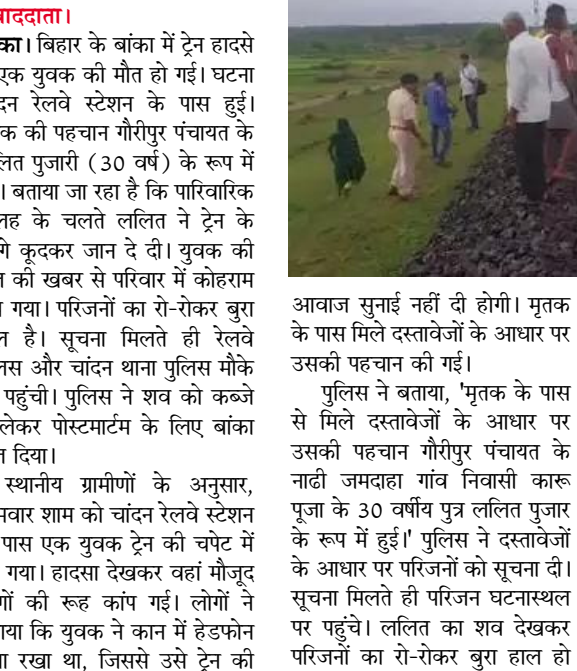 वाददाता।
का। बिहार के बांका में ट्रेन हादसे
एक युवक की मौत हो गई। घटना
दन रेलवे स्टेशन के पास हुई।
क की पहचान गौरीपुर पंचायत के
लित पुजारी (30 वर्ष) के रूप में
। बताया जा रहा है कि पारिवारिक
लह के चलते ललित ने ट्रेन के
गे कूदकर जान दे दी। युवक की
की खबर से परिवार में कोहराम
गया। परिजनों का रो-रोकर बुरा
ल है। सूचना मिलते ही रेलवे
लस और चांदन थाना पुलिस मौके
पहुंची। पुलिस ने शव को कब्जे
लेकर पोस्टमार्टम के लिए बांका
दिया।
स्थानीय ग्रामीणों के अनुसार,
मवार शाम को चांदन रेलवे स्टेशन
पास एक युवक ट्रेन की चपेट में
गया। हादसा देखकर वहां मौजूद
गों की रूह कांप गई। लोगों ने
ाया कि युवक ने कान में हेडफोन
रखा था, जिससे उसे ट्रेन की
आवाज सुनाई नहीं दी होगी। मृतक
के पास मिले दस्तावेजों के आधार पर
उसकी पहचान की गई।
पुलिस ने बताया, 'मृतक के पास
से मिले दस्तावेजों के आधार पर
उसकी पहचान गौरीपुर पंचायत के
नाढी जमदाहा गांव निवासी कारू
पूजा के 30 वर्षीय पुत्र ललित पुजार
के रूप में हुई।' पुलिस ने दस्तावेजों
के आधार पर परिजनों को सूचना दी।
सूचना मिलते ही परिजन घटनास्थल
पर पहुंचे। ललित का शव देखकर
परिजनों का रो-रोकर बुरा हाल हो